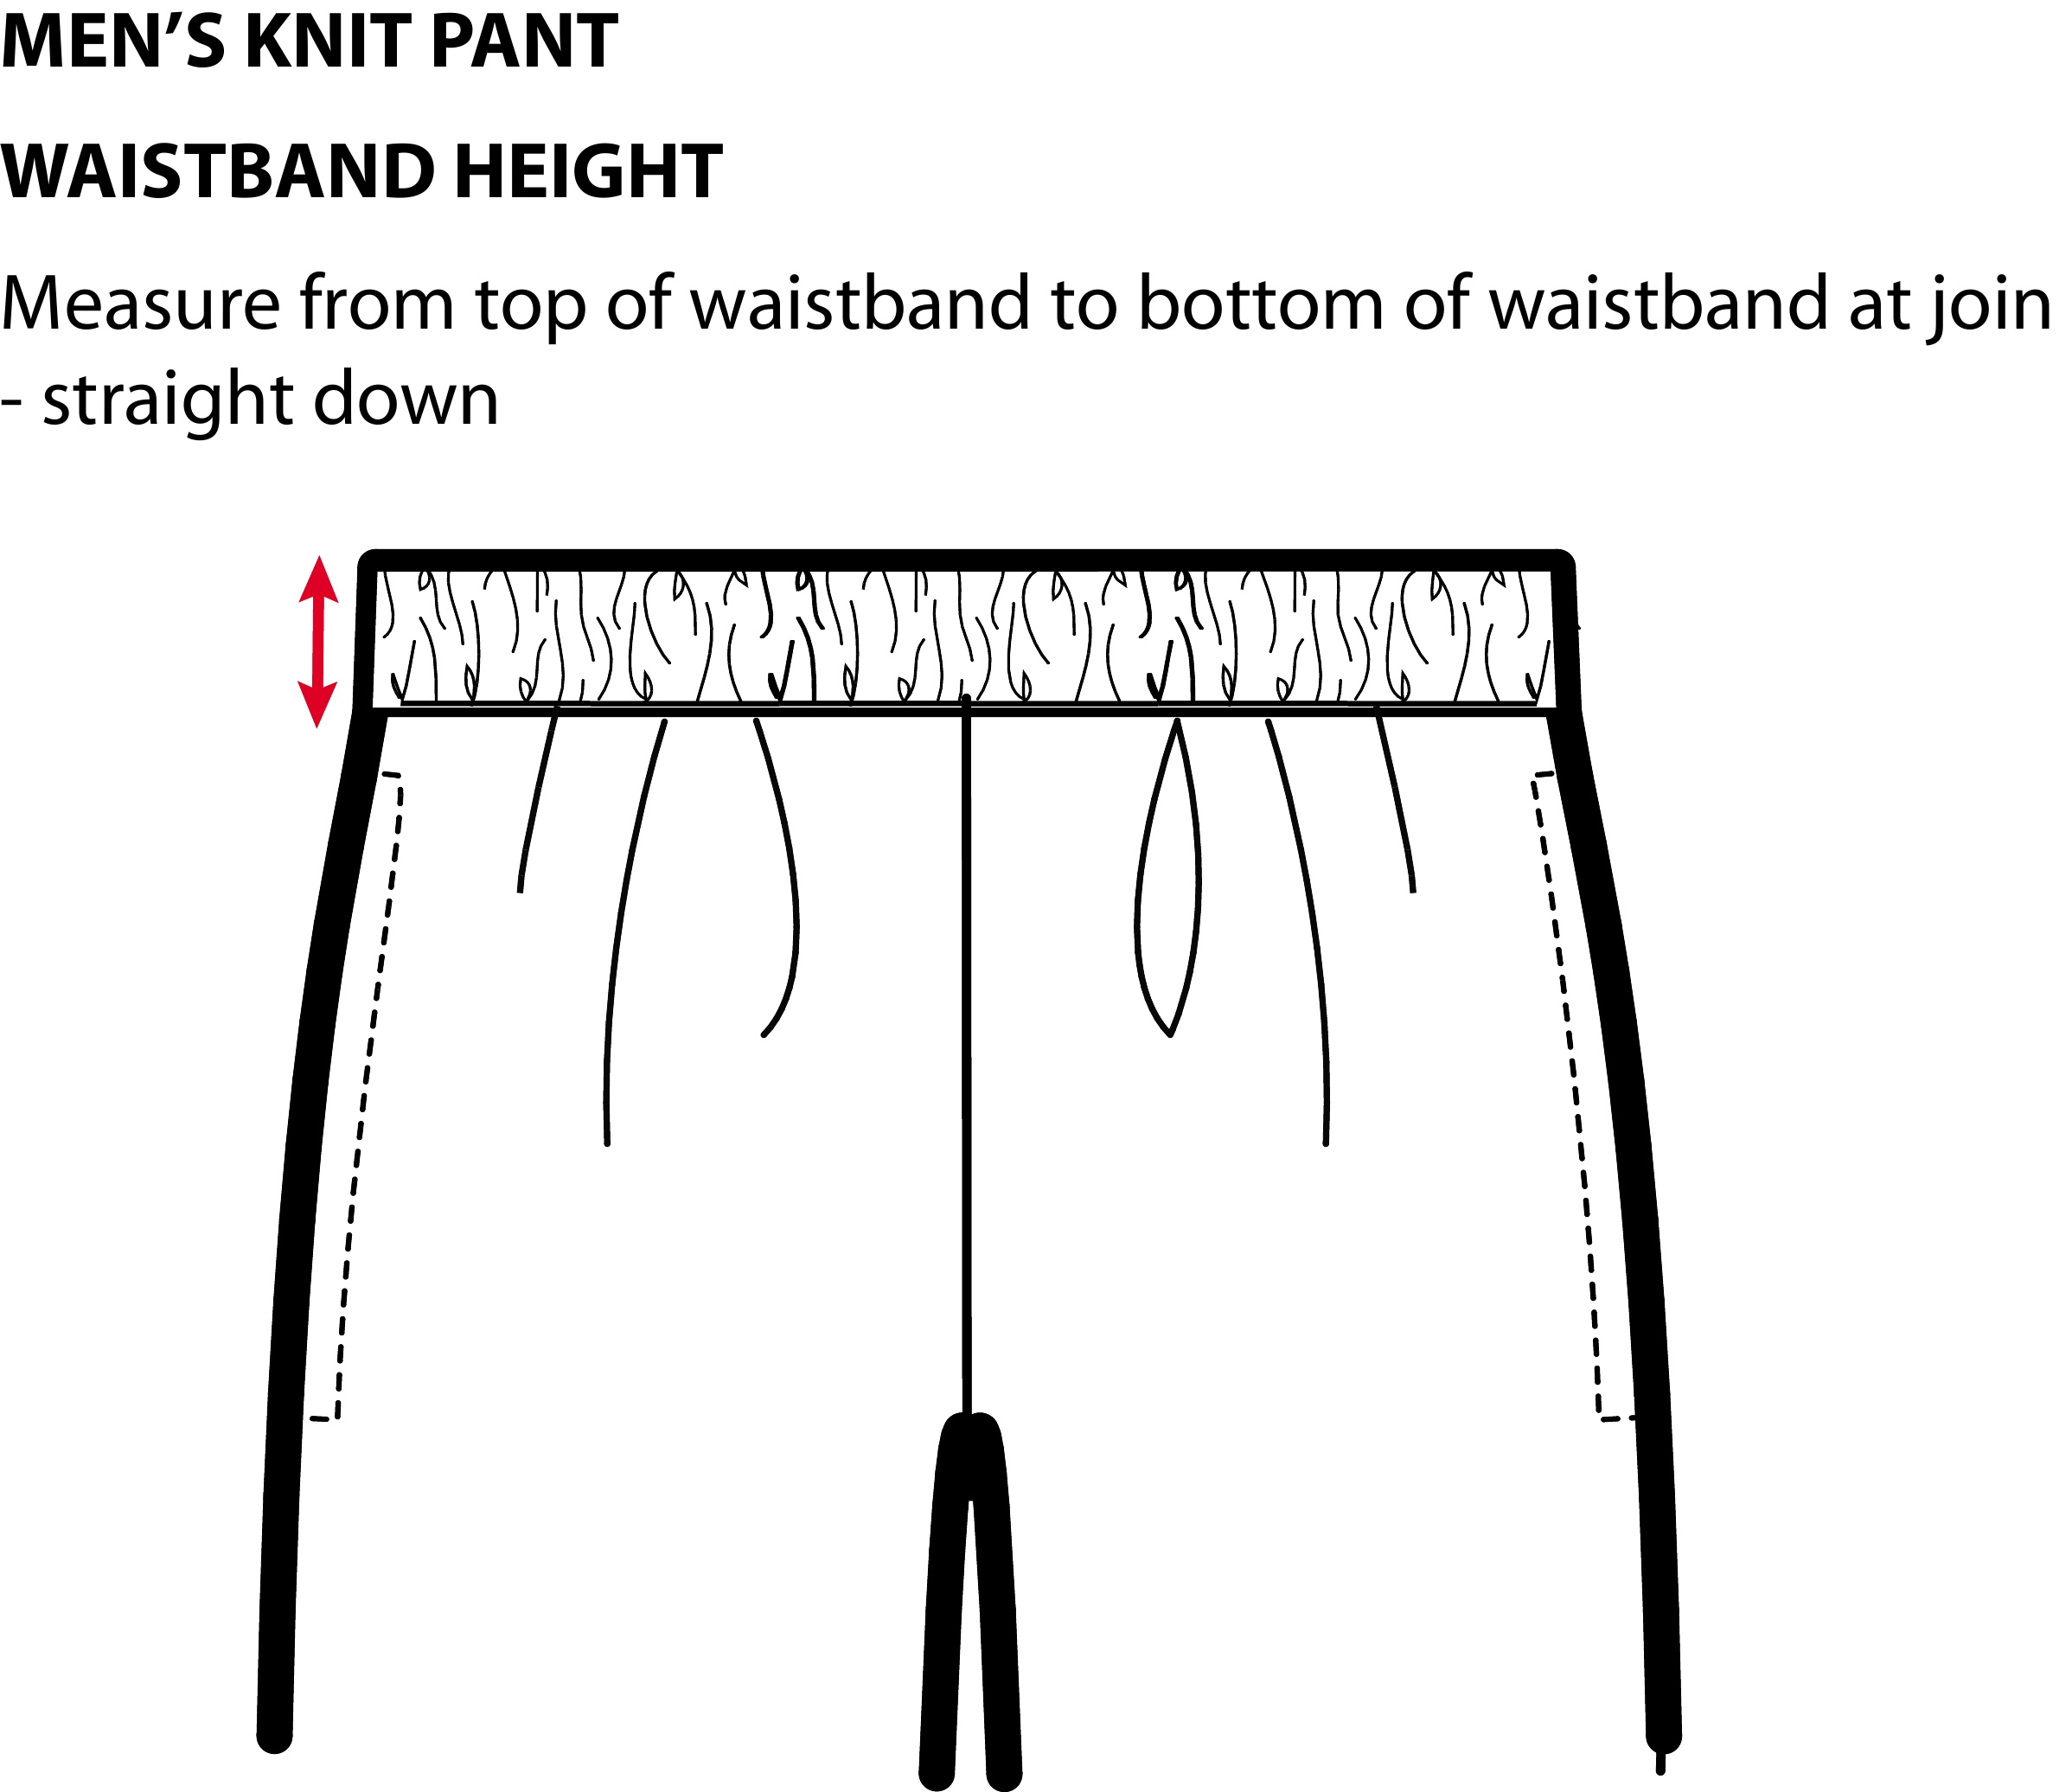 MEN’S KNIT PANT
WAISTBAND HEIGHT
Measure from top of waistband to bottom of waistband at join
– straight down